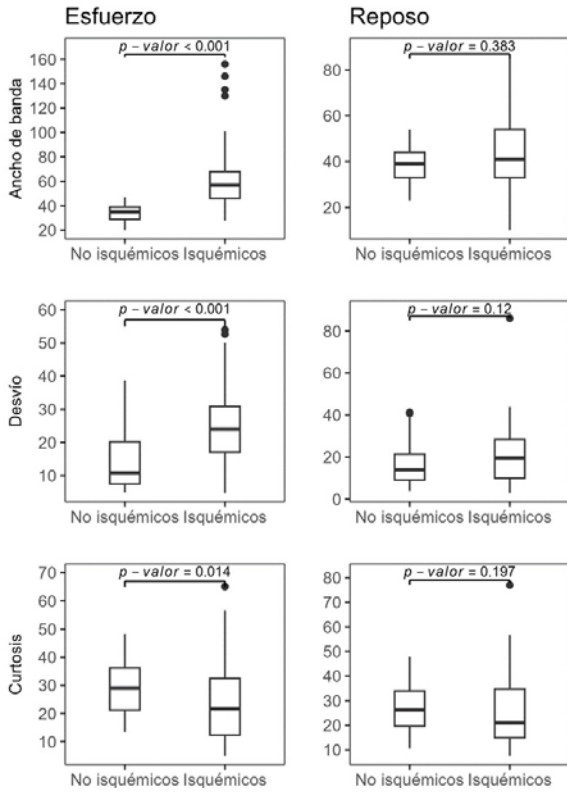 Esfuerzo
Reposo
Ancho de banda
p – valor < 0.001
160
140
120
100
80
60
40
20
No isquémicos Isquémicos
p – valor = 0.383
80
60
40
20
No isquémicos Isquémicos
Desvío
p – valor < 0.001
60
50
40
30
20
10
No isquémicos Isquémicos
p – valor = 0.12
80
60
40
20
0
No isquémicos Isquémicos
Curtosis
p – valor = 0.014
70
60
50
40
30
20
10
No isquémicos Isquémicos
p – valor = 0.197
80
70
60
50
40
30
20
10
No isquémicos Isquémicos